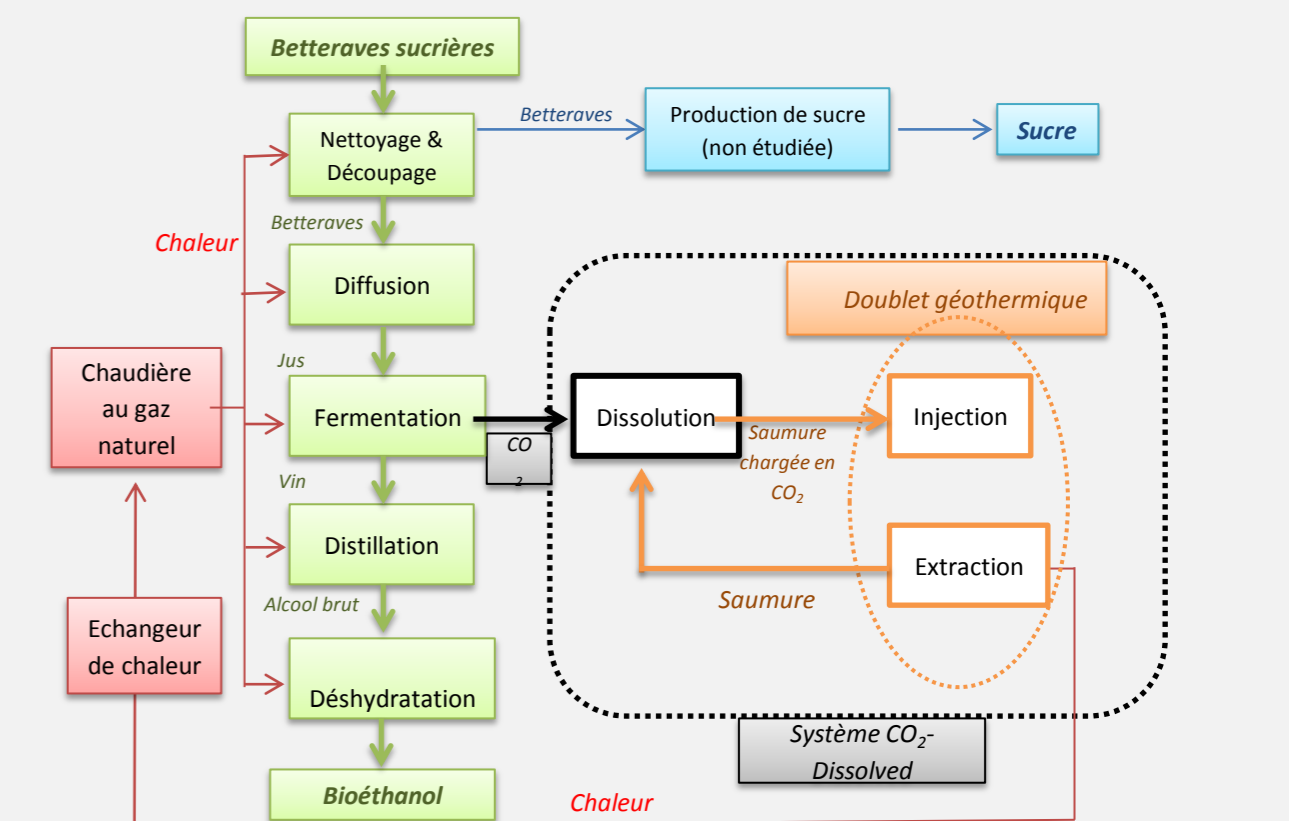 Betteraves sucrières
Nettoyage &
Découpage
Betteraves
Production de sucre
(non étudiée)
Sucre
Chaleur
Betteraves
Diffusion
Doublet géothermique
Jus
Chaudière
au gaz
naturel
Fermentation
CO
2
Dissolution
Saumure
chargée en
CO2
Injection
Vin
Distillation
Extraction
Saumure
Alcool brut
Echangeur
de chaleur
Déshydratation
Système CO2-
Dissolved
Bioéthanol
Chaleur